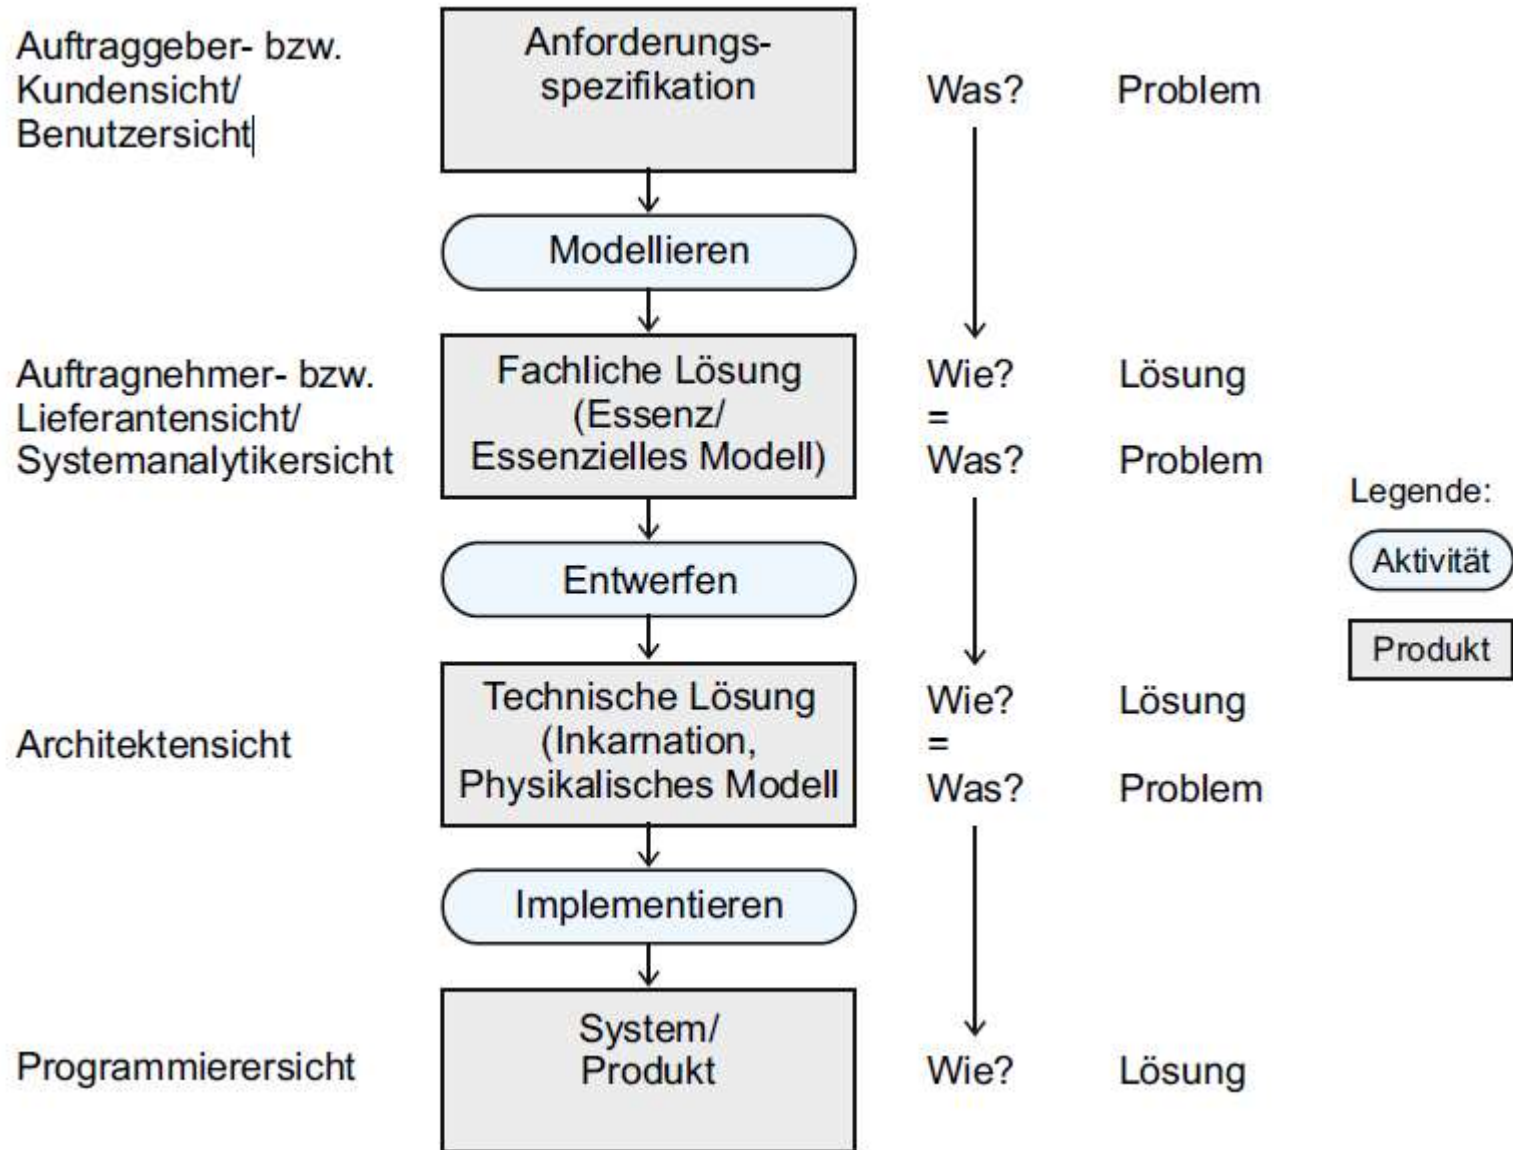 Auftraggeber- bzw.
Kundensicht/
Benutzersicht
Anforderungs-
spezifikation
Was? Problem
Modellieren
Auftragnehmer- bzw.
Lieferantensicht/
Systemanalytikersicht
Fachliche Lösung
(Essenz/
Essenzielles Modell)
Wie? Lösung
=
Was? Problem
Legende:
Aktivität
Produkt
Entwerfen
Architektensicht
Technische Lösung
(Inkarnation,
Physikalisches Modell
Wie? Lösung
=
Was? Problem
Implementieren
Programmierersicht
System/
Produkt
Wie? Lösung